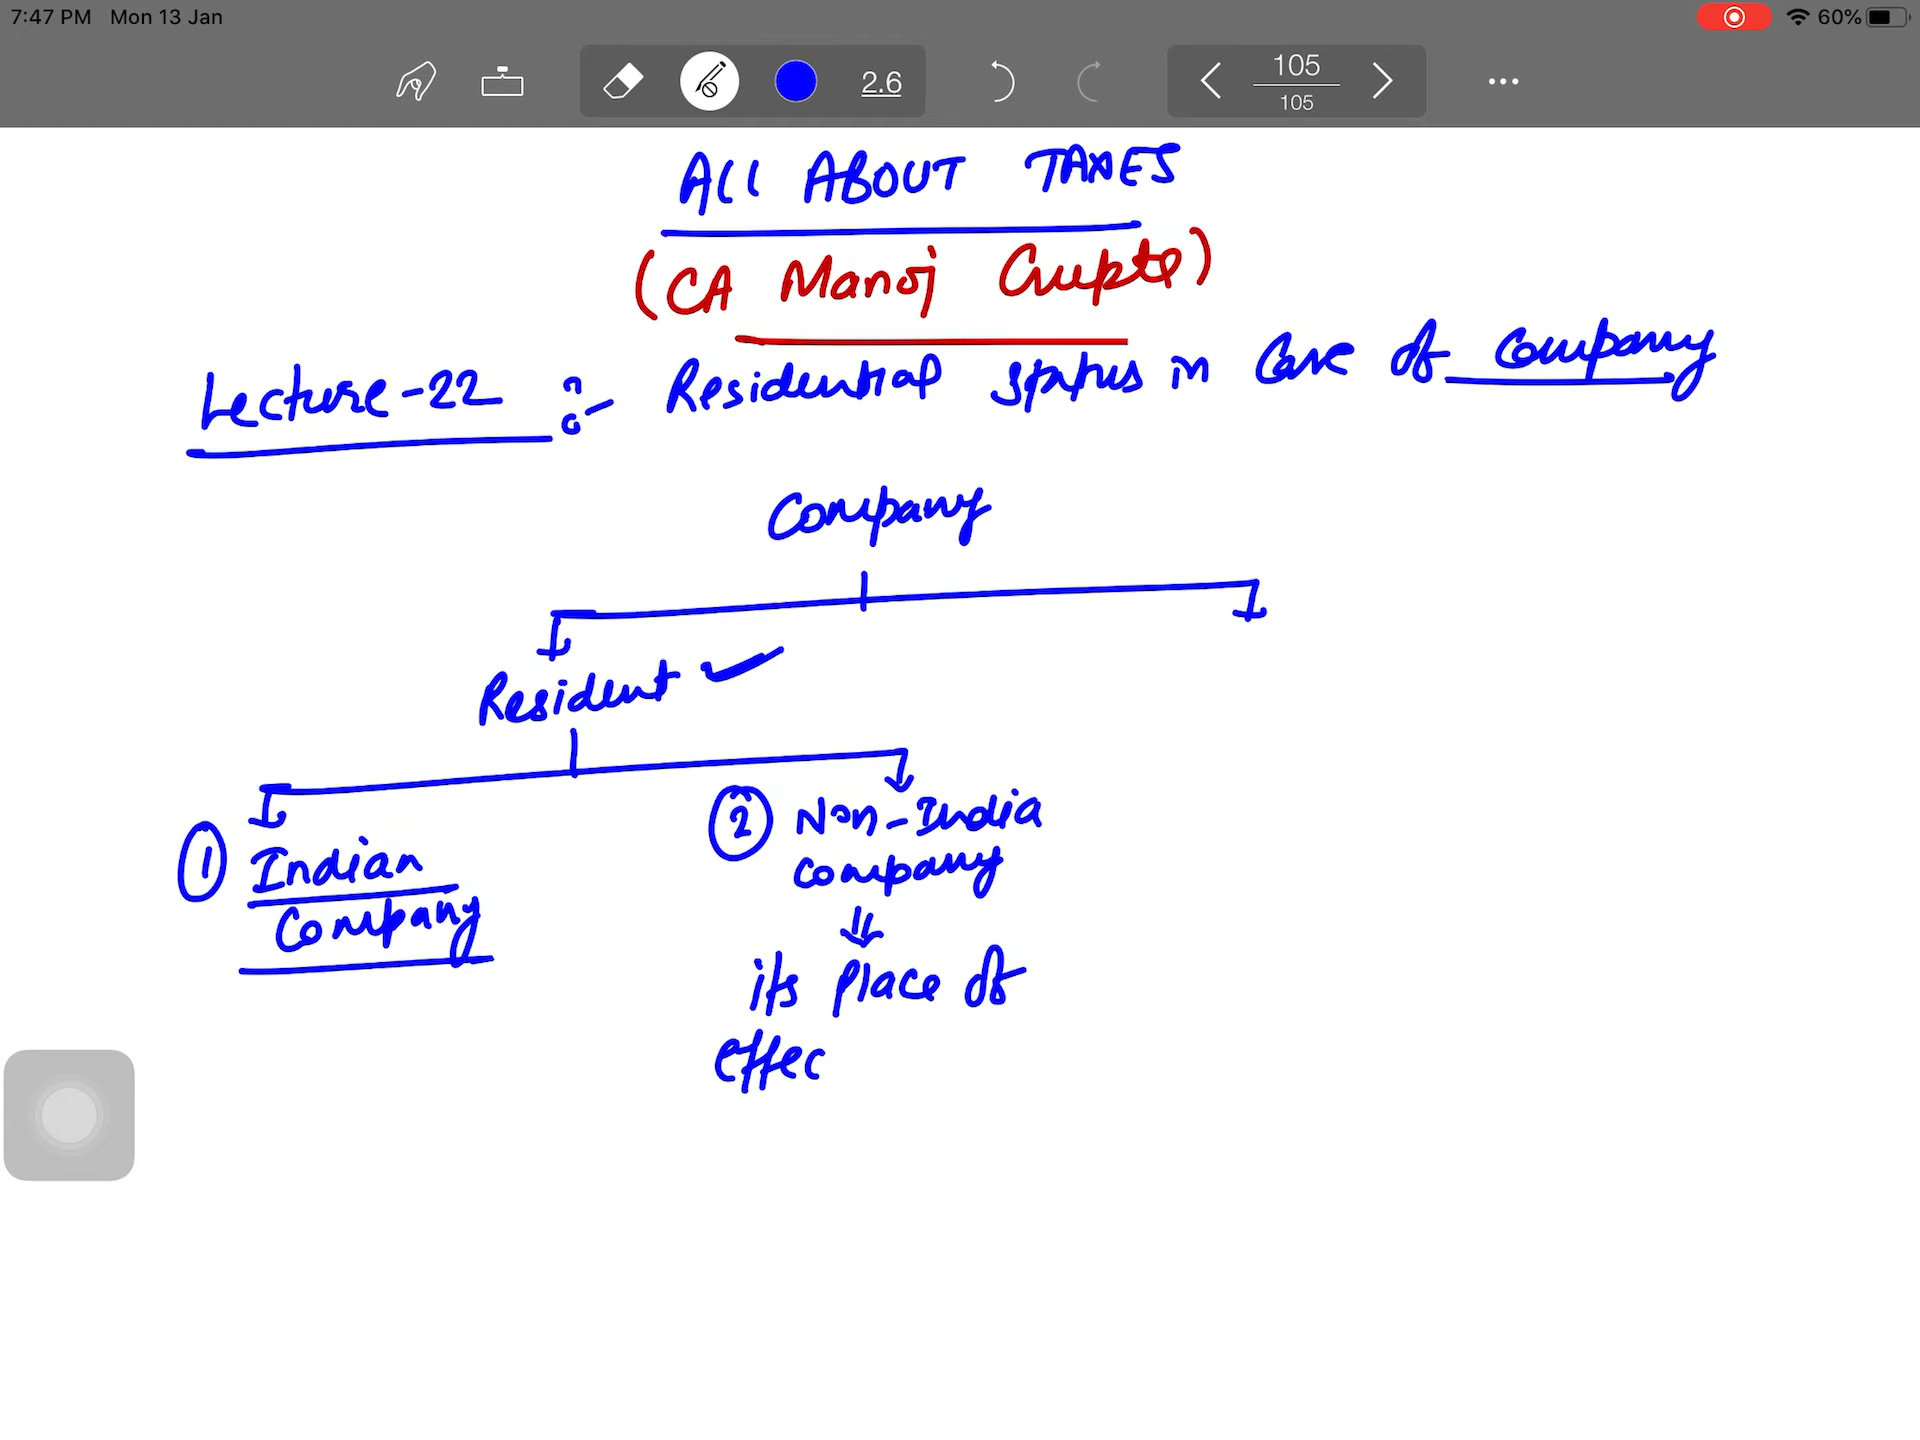 7:47 PM Mon 13 Jan
60%
2.6
105
105
ALL ABOUT TAXES
(CA Manoj Gupta)
Lecture-22 :- Residential Status in Case of Company
Company
Resident
① Indian
Company
② Non-India
Company
its place of
effec